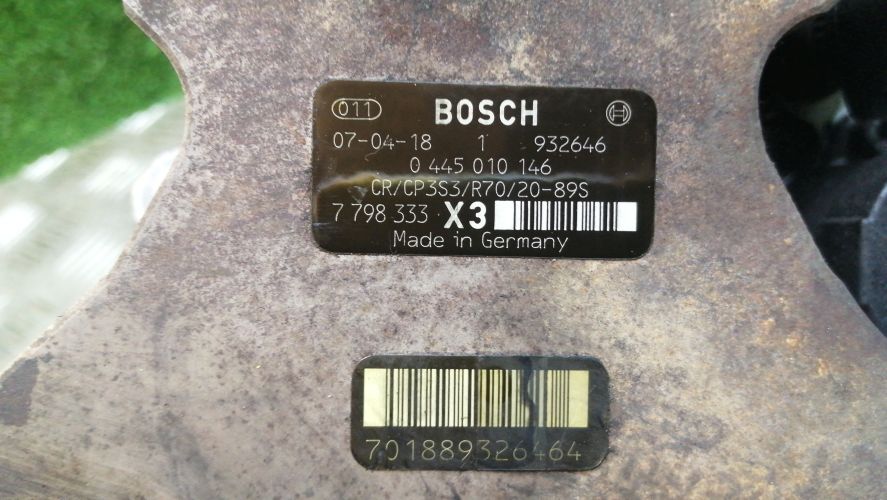 011 BOSCH
07-04-18 1 932646
0 445 010 146
CR/CP3S3/R70/20-89S
7 798 333 X3
Made in Germany
701889326464